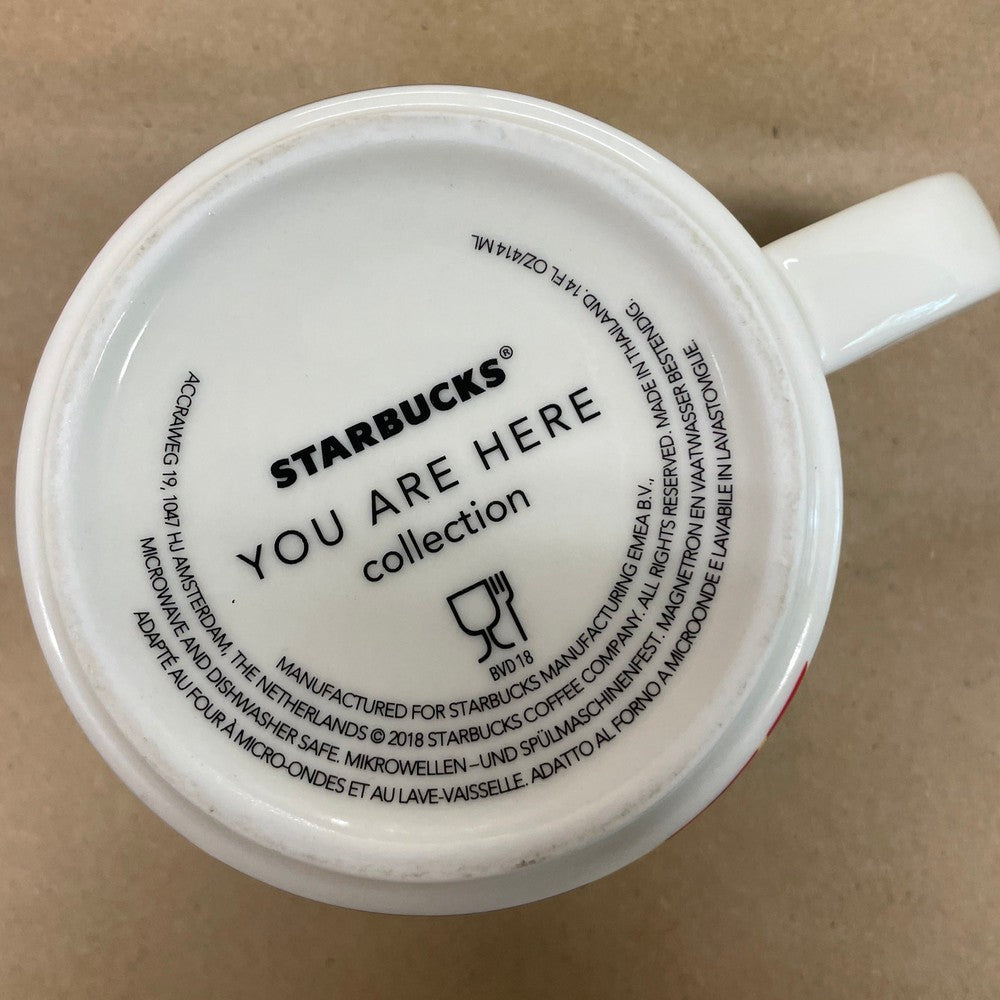 STARBUCKS®
YOU ARE HERE
collection
BVD 18
MANUFACTURED FOR STARBUCKS MANUFACTURING EMEA B.V.,
ACCRAWEG 19, 1047 HJ AMSTERDAM. THE NETHERLANDS © 2018 STARBUCKS COFFEE COMPANY. ALL RIGHTS RESERVED. MADE IN THAILAND. 14 FL OZ/414 ML
MICROWAVE AND DISHWASHER SAFE. MIKROWELLEN–UND SPÜLMASCHINENFEST. MAGNETRON EN VAATWASSER BESTENDIG.
ADAPTÉ AU FOUR À MICRO-ONDES ET AU LAVE-VAISSELLE. ADATTO AL FORNO A MICROONDE E LAVABILE IN LAVASTOVIGLIE.